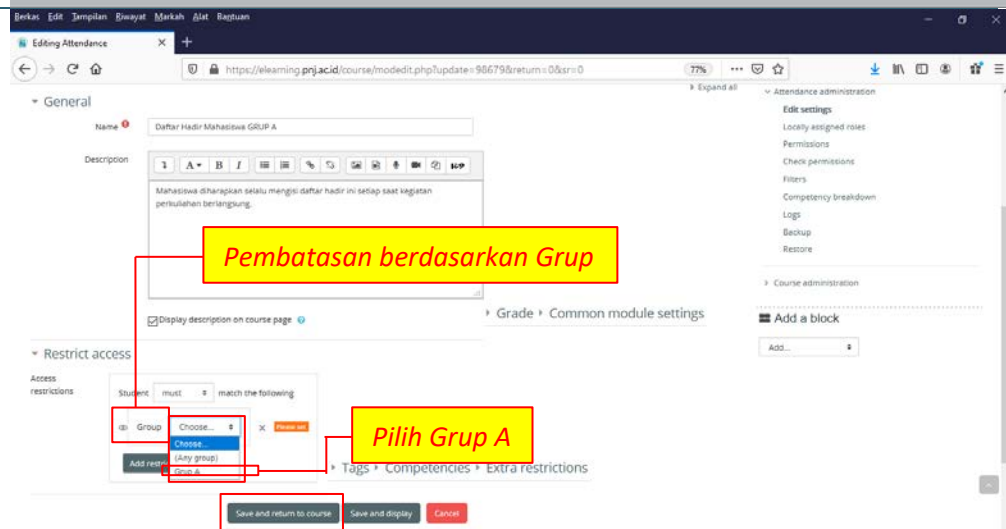 Berkas Edit Tampilan Riwayat Markah Alat Bantuan
Editing Attendance × +
https://elearning.pnj.ac.id/course/modedit.php?update=98679&return=0&sr=0 77%
Expand all
General
Name
Daftar Hadir Mahasiswa GRUP A
Description
A B I
Mahasiswa diharapkan selalu mengisi daftar hadir ini setiap saat kegiatan
perkuliahan berlangsung.
Pembatasan berdasarkan Grup
Display description on course page
Grade Common module settings
Restrict access
Access
restrictions
Student must match the following
Group Choose... × Please set
Choose...
(Any group)
Grup A
Add
Pilih Grup A
Tags Competencies Extra restrictions
Save and return to course Save and display Cancel
Attendance administration
Edit settings
Locally assigned roles
Permissions
Check permissions
Filters
Competency breakdown
Logs
Backup
Restore
Course administration
Add a block
Add...